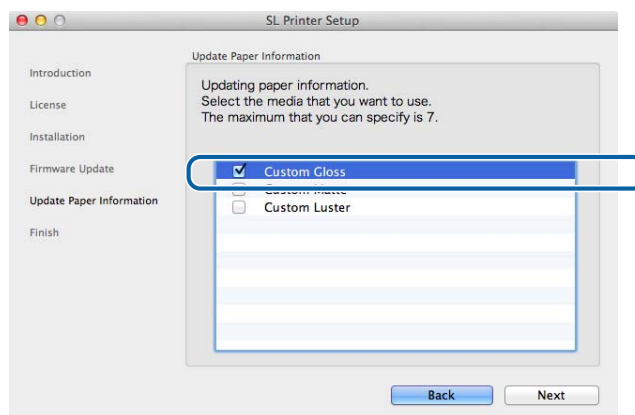 SL Printer Setup
Update Paper Information
Introduction
License
Installation
Firmware Update
Update Paper Information
Finish
Updating paper information.
Select the media that you want to use.
The maximum that you can specify is 7.
Custom Gloss
Custom Matte
Custom Luster
Back
Next